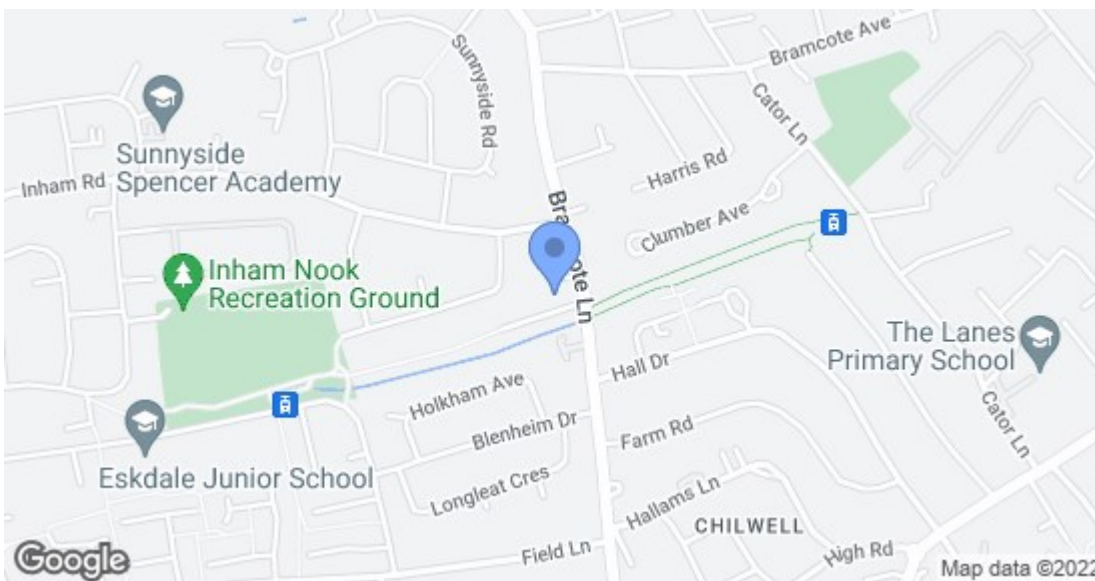 Bramcote Ave
Sunnyside Rd
Cator Ln
Sunnyside
Spencer Academy
Inham Rd
Harris Rd
Clumber Ave
Bramcote Ln
Inham Nook
Recreation Ground
The Lanes
Primary School
Hall Dr
Holkham Ave
Blenheim Dr
Farm Rd
Cator Ln
Eskdale Junior School
Longleat Cres
Hallams Ln
CHILWELL
Field Ln
High Rd
Google
Map data ©2022